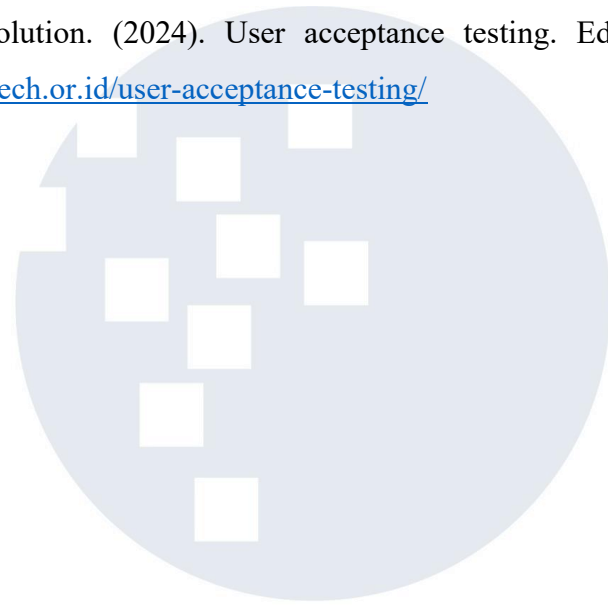 olution. (2024). User acceptance testing. Ed
ech.or.id/user-acceptance-testing/